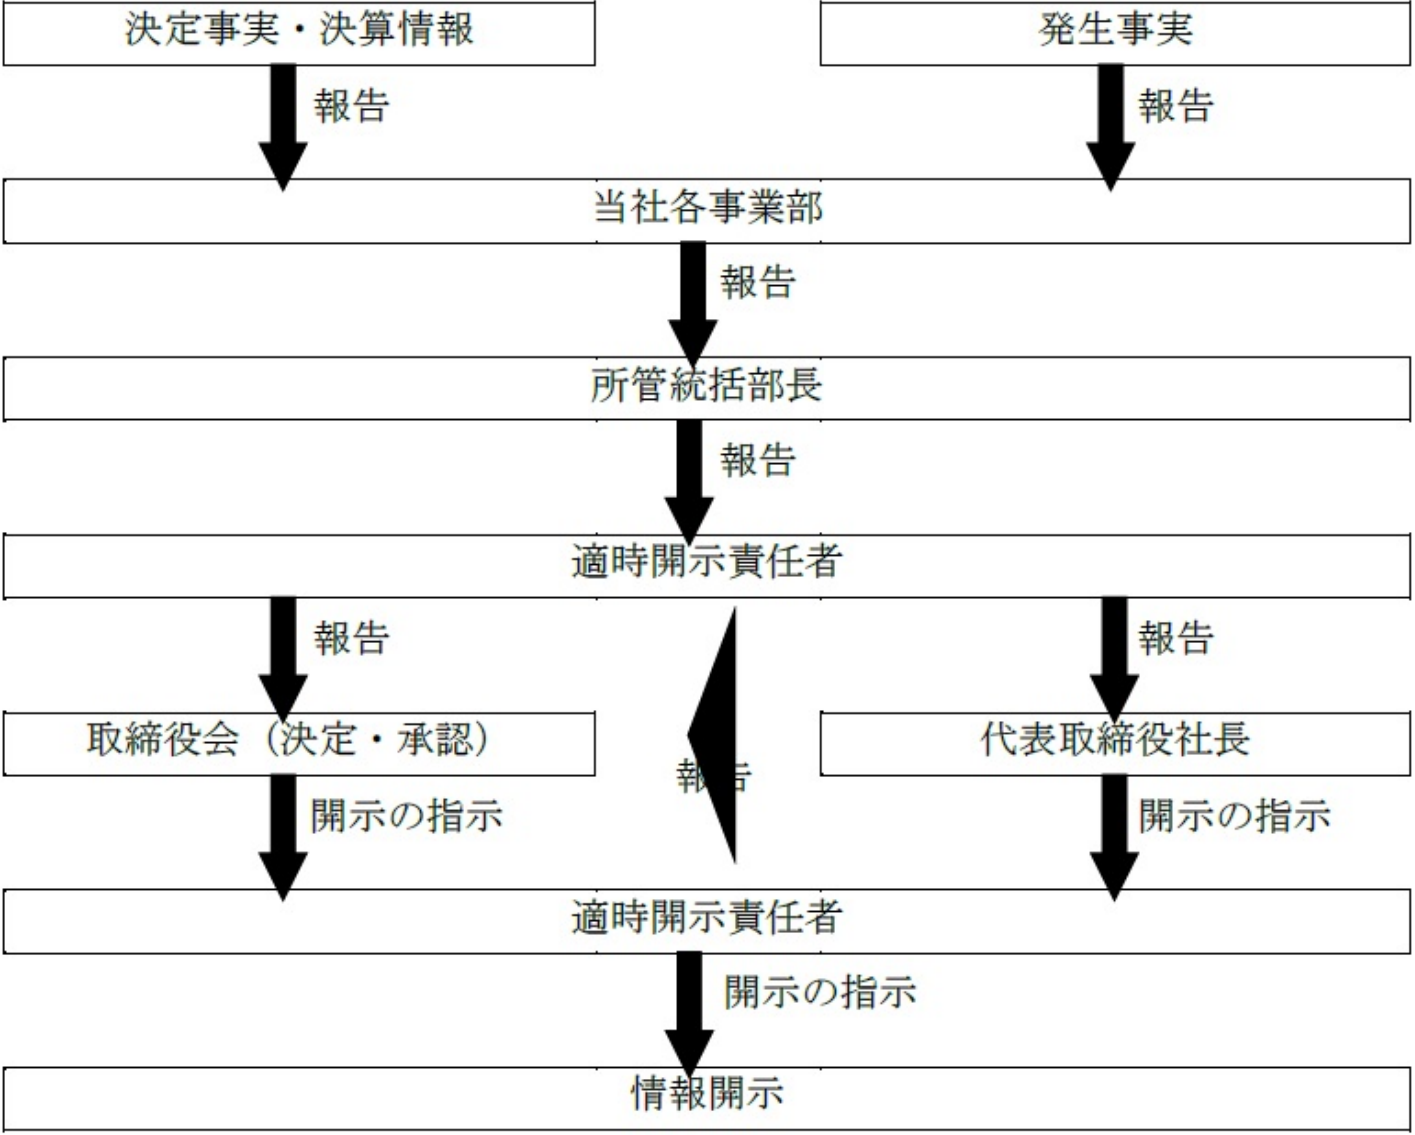 決定事実・決算情報
発生事実
報告
報告
当社各事業部
報告
所管統括部長
報告
適時開示責任者
報告
報告
取締役会（決定・承認）
代表取締役社長
報告
開示の指示
開示の指示
適時開示責任者
開示の指示
情報開示